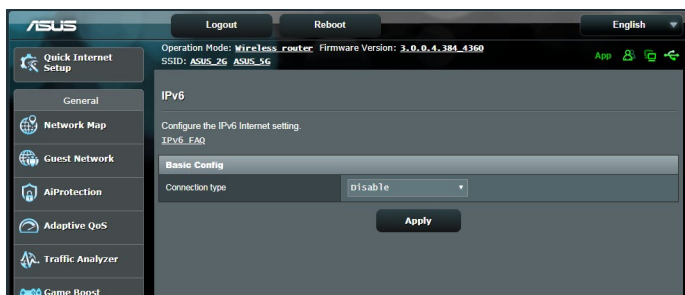 ASUS
Logout
Reboot
English
Quick Internet
Setup
Operation Mode: Wireless router Firmware Version: 3.0.0.4.384_4360
SSID: ASUS_2G ASUS_5G
App
General
Network Map
Guest Network
AiProtection
Adaptive QoS
Traffic Analyzer
Game Boost
IPv6
Configure the IPv6 Internet setting.
IPv6 FAQ
Basic Config
Connection type Disable
Apply